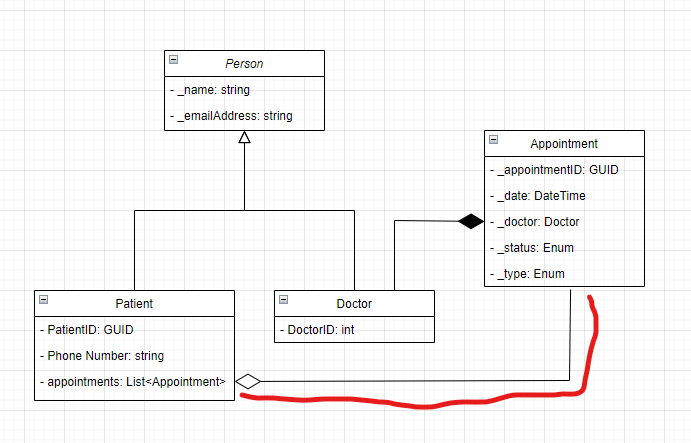 Person
- _name: string
- _emailAddress: string
Appointment
- _appointmentID: GUID
- _date: DateTime
- _doctor: Doctor
- _status: Enum
- _type: Enum
Patient
- PatientID: GUID
- Phone Number: string
- appointments: List<Appointment>
Doctor
- DoctorID: int